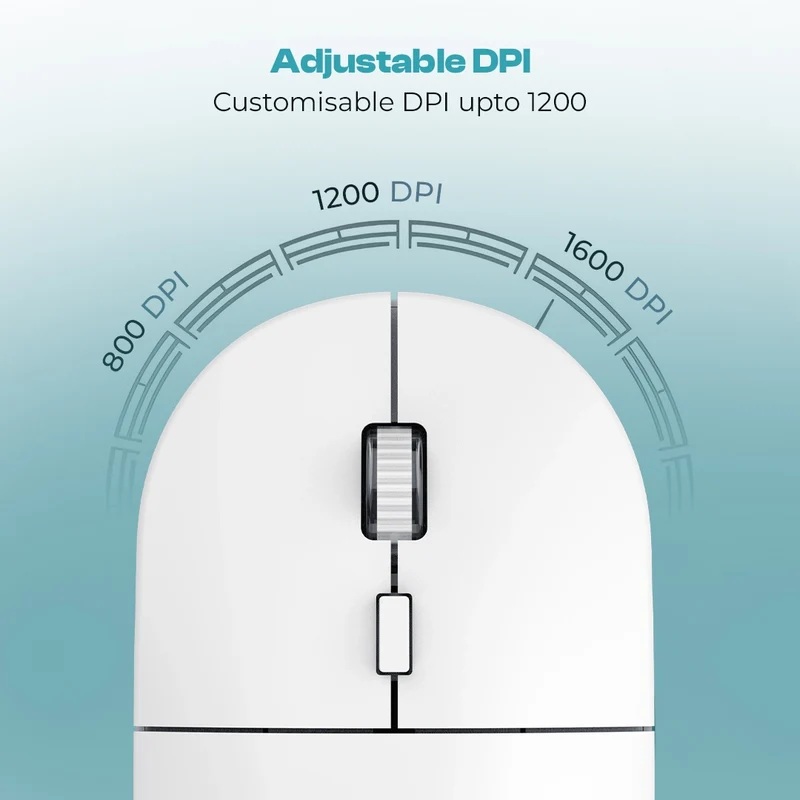 Adjustable DPI
Customisable DPI upto 1200
1200 DPI
800 DPI
1600 DPI